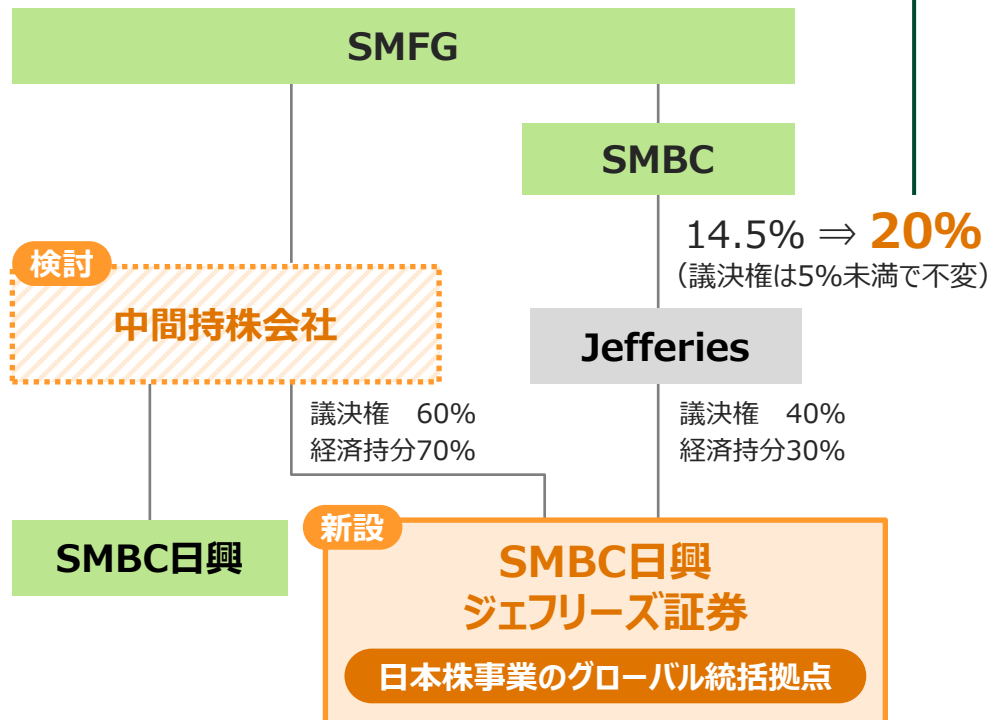 SMFG
SMBC
14.5% ⇒ 20%
（議決権は5%未満で不変）
検討
中間持株会社
Jefferies
議決権　60%
経済持分70%
議決権　40%
経済持分30%
SMBC日興
新設
SMBC日興
ジェフリーズ証券
日本株事業のグローバル統括拠点